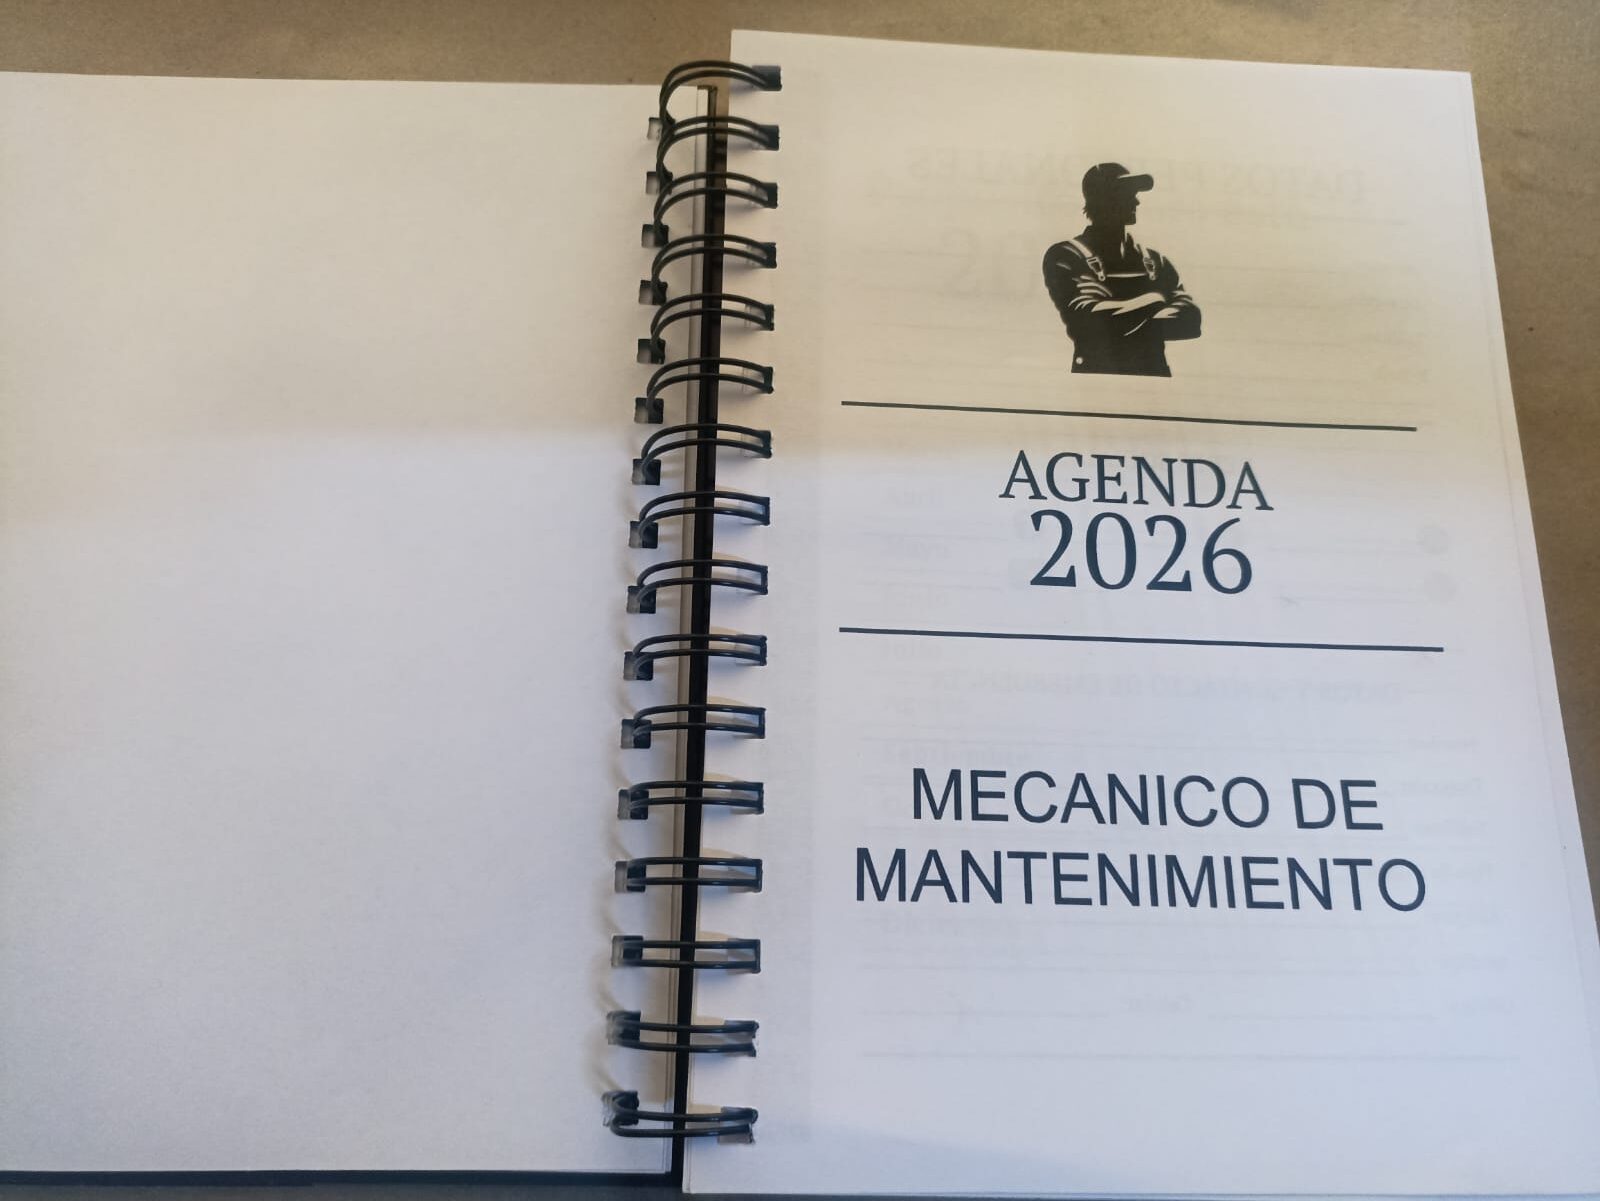 AGENDA
2026
MECANICO DE
MANTENIMIENTO